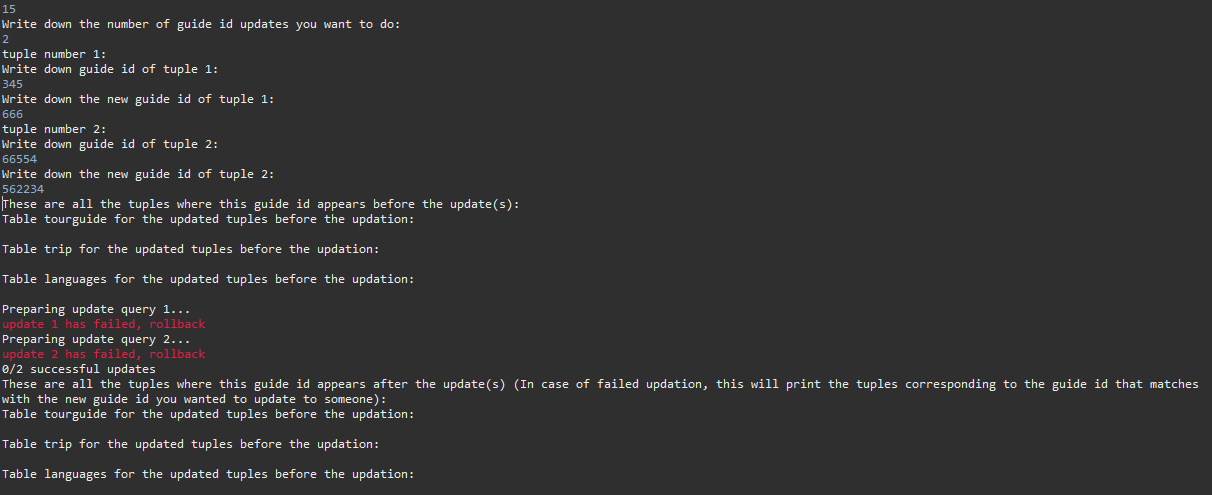 15
Write down the number of guide id updates you want to do:
2
tuple number 1:
Write down guide id of tuple 1:
345
Write down the new guide id of tuple 1:
666
tuple number 2:
Write down guide id of tuple 2:
66554
Write down the new guide id of tuple 2:
562234
These are all the tuples where this guide id appears before the update(s):
Table tourguide for the updated tuples before the updation:
Table trip for the updated tuples before the updation:
Table languages for the updated tuples before the updation:
Preparing update query 1...
update 1 has failed, rollback
Preparing update query 2...
update 2 has failed, rollback
0/2 successful updates
These are all the tuples where this guide id appears after the update(s) (In case of failed updation, this will print the tuples corresponding to the guide id that matches
with the new guide id you wanted to update to someone):
Table tourguide for the updated tuples before the updation:
Table trip for the updated tuples before the updation:
Table languages for the updated tuples before the updation: